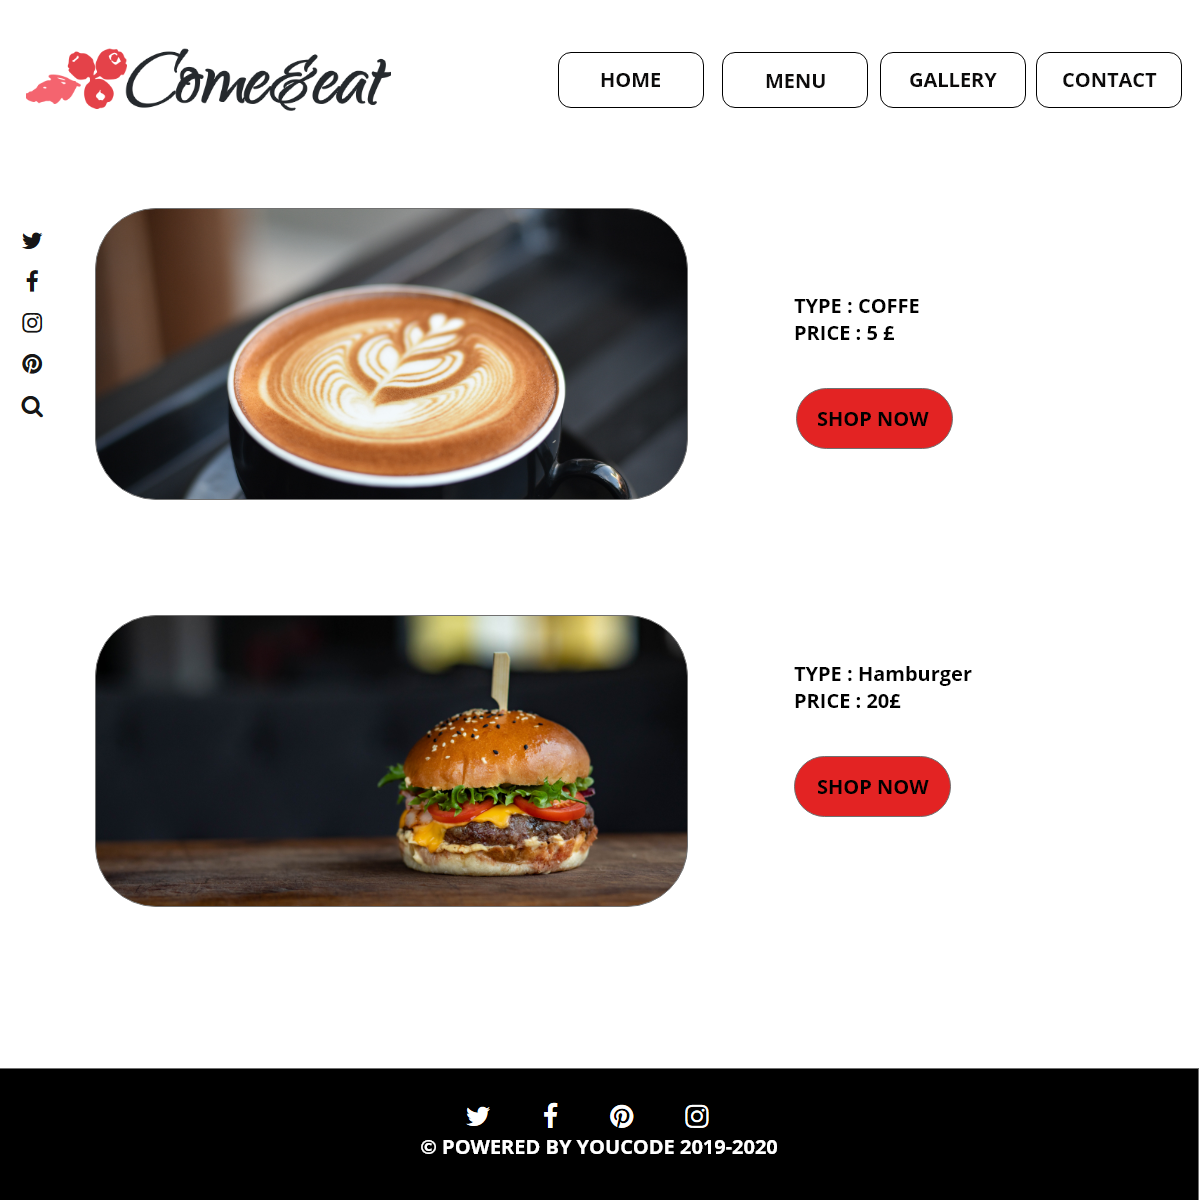 Come&eat
HOME
MENU
GALLERY
CONTACT
TYPE : COFFE
PRICE : 5 £
SHOP NOW
TYPE : Hamburger
PRICE : 20£
SHOP NOW
© POWERED BY YOUCODE 2019-2020